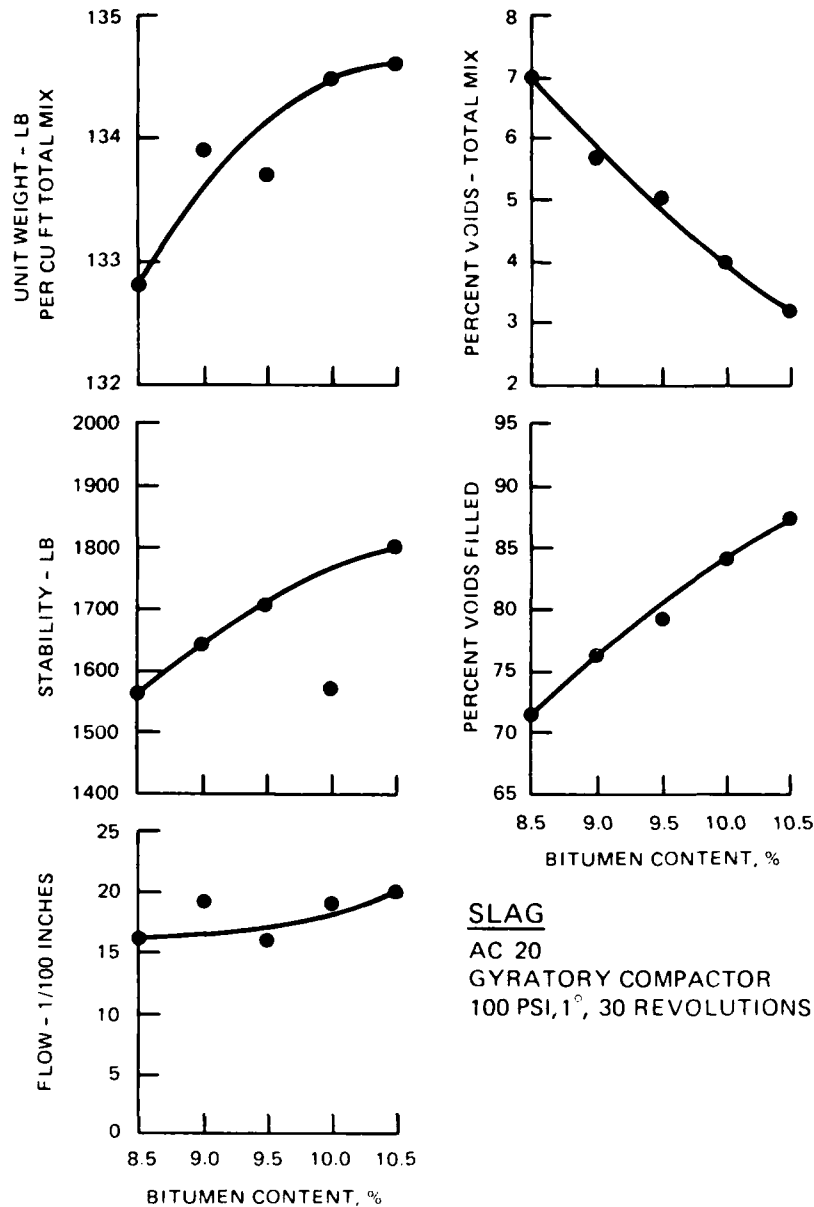 135
134
133
132
UNIT WEIGHT - LB
PER CU FT TOTAL MIX
8
7
6
5
4
3
2
PERCENT VOIDS - TOTAL MIX
2000
1900
1800
1700
1600
1500
1400
STABILITY - LB
95
90
85
80
75
70
65
PERCENT VOIDS FILLED
8.5 9.0 9.5 10.0 10.5
BITUMEN CONTENT, %
25
20
15
10
5
0
FLOW - 1/100 INCHES
8.5 9.0 9.5 10.0 10.5
BITUMEN CONTENT, %
SLAG
AC 20
GYRATORY COMPACTOR
100 PSI, 1°, 30 REVOLUTIONS